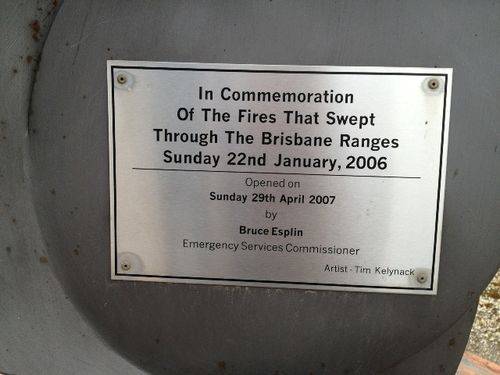 In Commemoration
Of The Fires That Swept
Through The Brisbane Ranges
Sunday 22nd January, 2006
Opened on
Sunday 29th April 2007
by
Bruce Esplin
Emergency Services Commissioner
Artist - Tim Kelynack